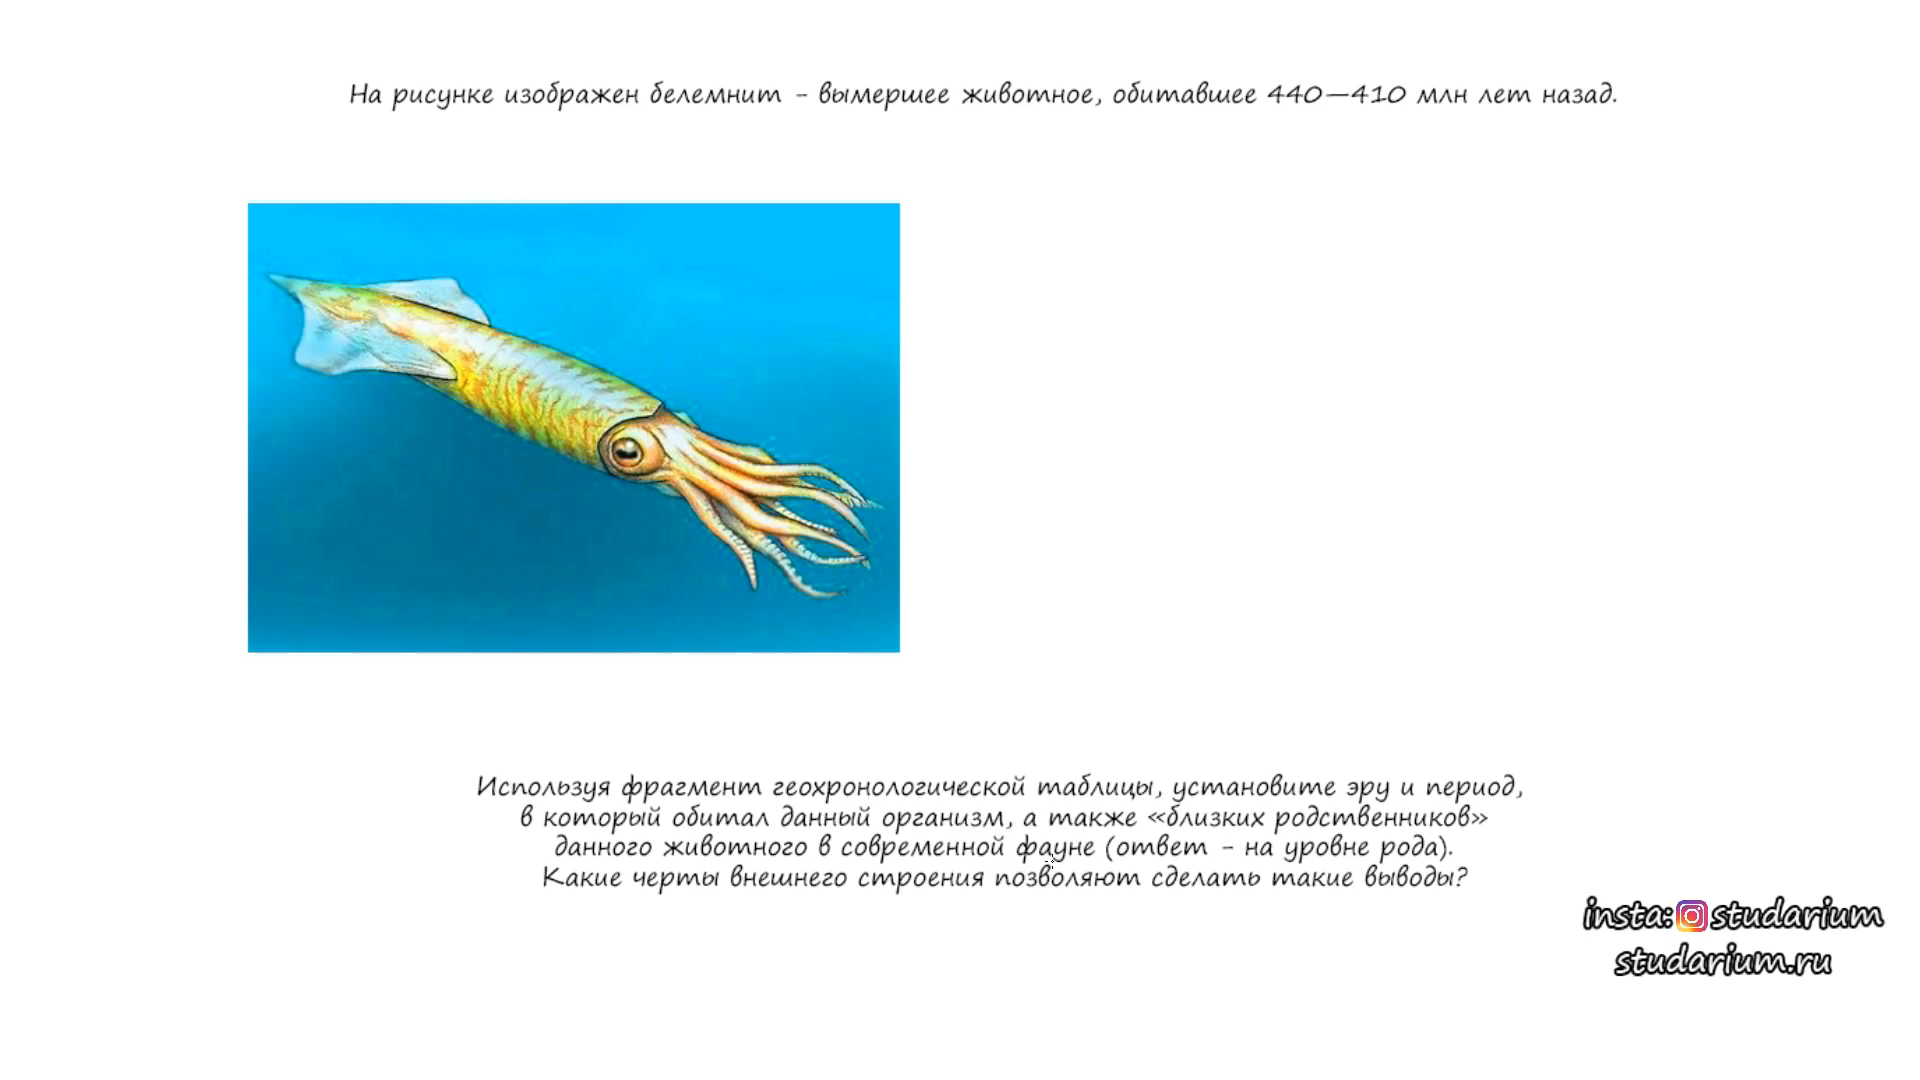 На рисунке изображен белемнит - вымершее животное, обитавшее 440—410 млн лет назад.
Используя фрагмент геохронологической таблицы, установите эру и период,
в который обитал данный организм, а также «близких родственников»
данного животного в современной фауне (ответ - на уровне рода).
Какие черты внешнего строения позволяют сделать такие выводы?
insta: studarium
studarium.ru